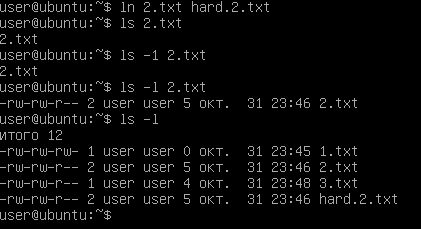 user@ubuntu:~$ ln 2.txt hard.2.txt
user@ubuntu:~$ ls 2.txt
2.txt
user@ubuntu:~$ ls -1 2.txt
2.txt
user@ubuntu:~$ ls -l 2.txt
-rw-rw-r-- 2 user user 5 окт.  31 23:46 2.txt
user@ubuntu:~$ ls -l
итого 12
-rw-rw-rw- 1 user user 0 окт.  31 23:45 1.txt
-rw-rw-r-- 2 user user 5 окт.  31 23:46 2.txt
-rw-rw-r-- 1 user user 4 окт.  31 23:48 3.txt
-rw-rw-r-- 2 user user 5 окт.  31 23:46 hard.2.txt
user@ubuntu:~$